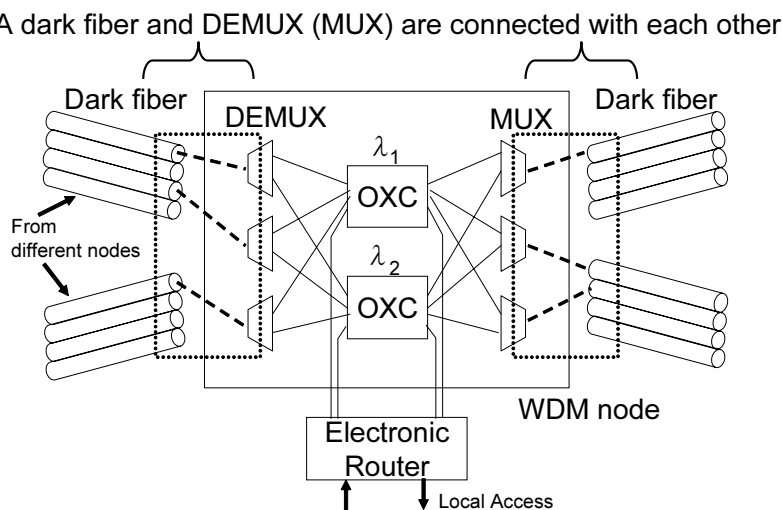 A dark fiber and DEMUX (MUX) are connected with each other
Dark fiber
Dark fiber
DEMUX
MUX
λ1
OXC
From
different nodes
λ2
OXC
WDM node
Electronic
Router
Local Access